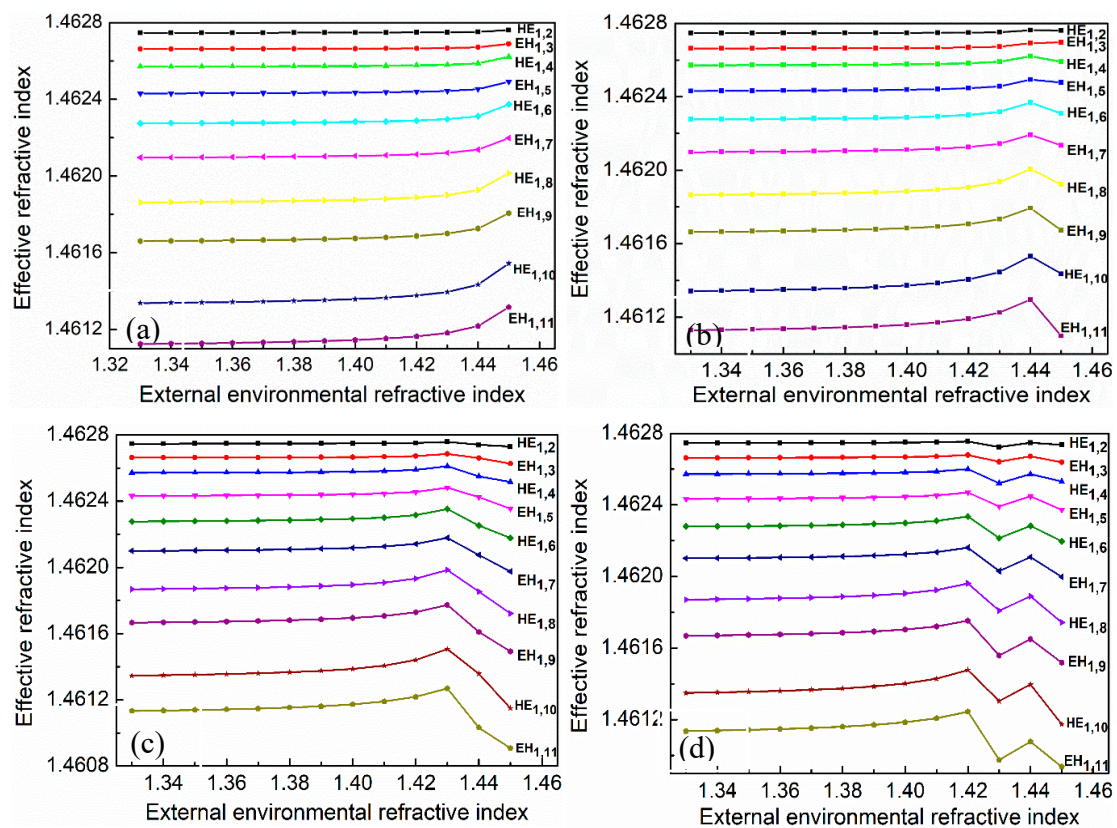 1.4628
1.4624
1.4620
1.4616
1.4612
Effective refractive index
HE1,2
EH1,3
HE1,4
EH1,5
HE1,6
EH1,7
HE1,8
EH1,9
HE1,10
EH1,11
(a)
1.32 1.34 1.36 1.38 1.40 1.42 1.44 1.46
External environmental refractive index
1.4628
1.4624
1.4620
1.4616
1.4612
Effective refractive index
HE1,2
EH1,3
HE1,4
EH1,5
HE1,6
EH1,7
HE1,8
EH1,9
HE1,10
EH1,11
(b)
1.34 1.36 1.38 1.40 1.42 1.44 1.46
External environmental refractive index
1.4628
1.4624
1.4620
1.4616
1.4612
1.4608
Effective refractive index
HE1,2
EH1,3
HE1,4
EH1,5
HE1,6
EH1,7
HE1,8
EH1,9
HE1,10
EH1,11
(c)
1.34 1.36 1.38 1.40 1.42 1.44 1.46
External environmental refractive index
1.4628
1.4624
1.4620
1.4616
1.4612
Effective refractive index
HE1,2
EH1,3
HE1,4
EH1,5
HE1,6
EH1,7
HE1,8
EH1,9
HE1,10
EH1,11
(d)
1.34 1.36 1.38 1.40 1.42 1.44 1.46
External environmental refractive index